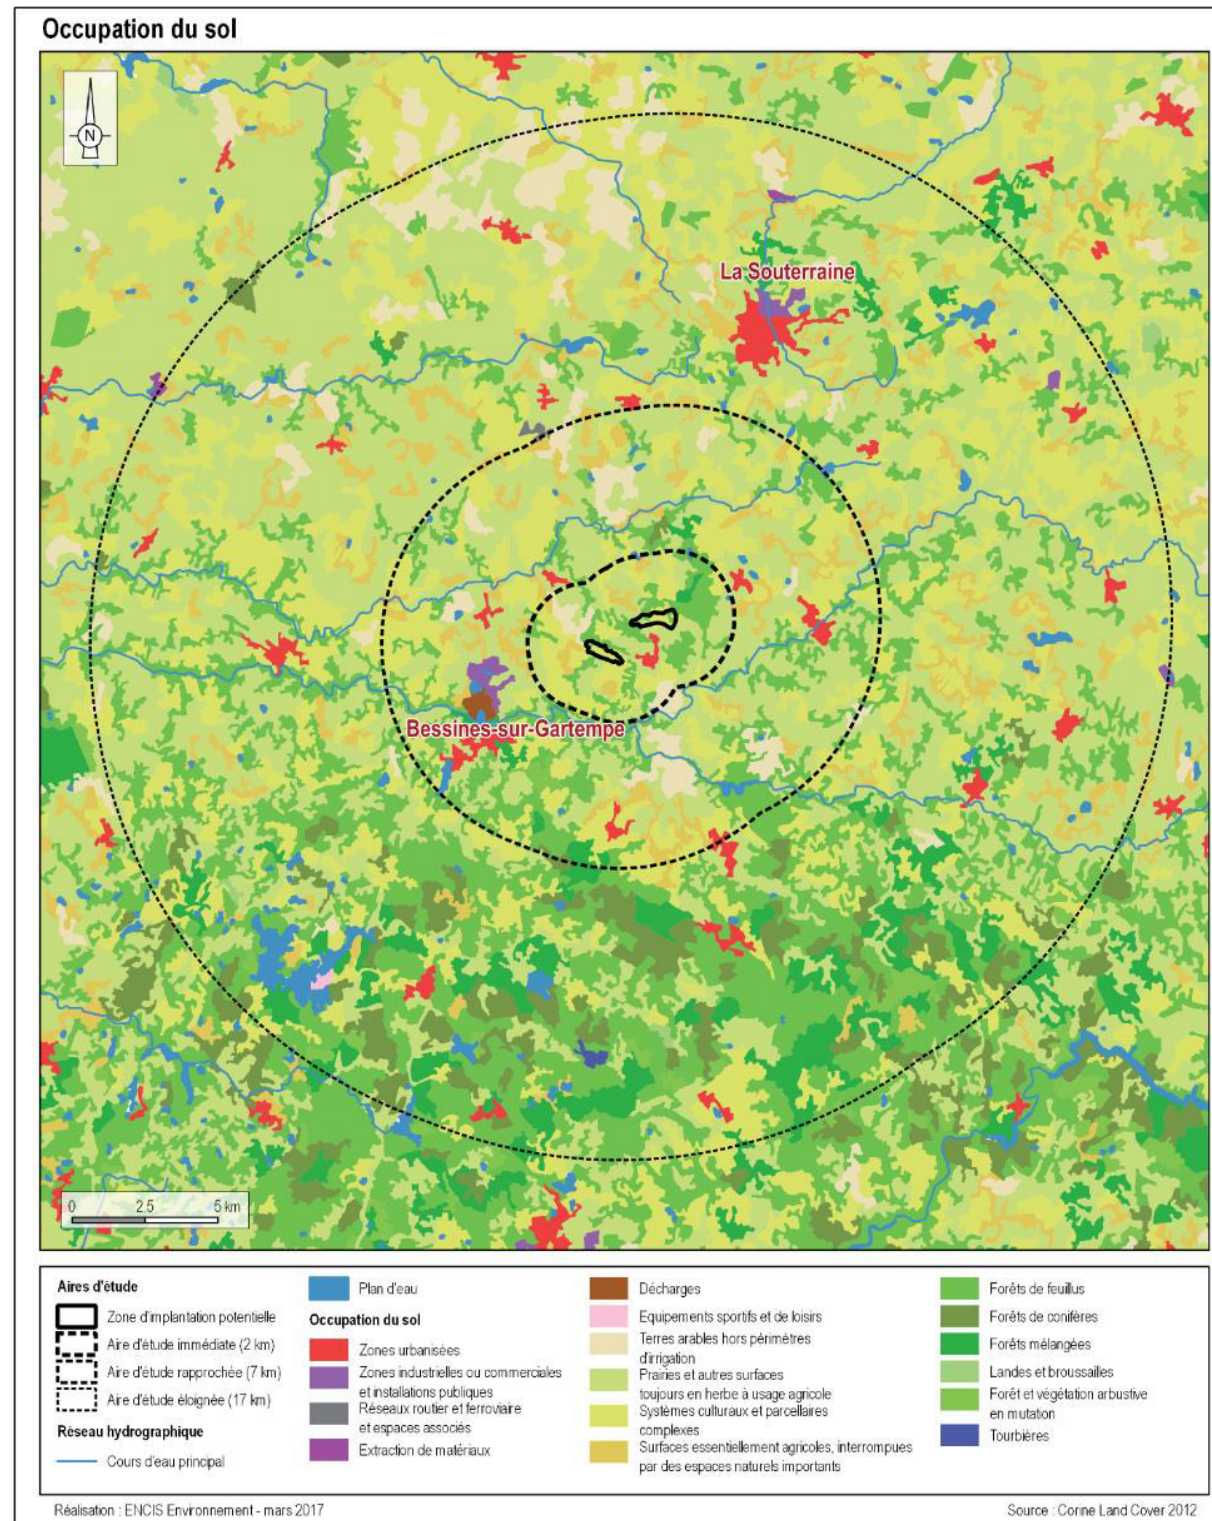 Occupation du sol
N
La Souterraine
Bessines-sur-Gartempe
0 2.5 5 km
Aires d'étude
Zone d'implantation potentielle
Aire d'étude immédiate (2 km)
Aire d'étude rapprochée (7 km)
Aire d'étude éloignée (17 km)
Réseau hydrographique
Cours d'eau principal
Plan d'eau
Occupation du sol
Zones urbanisées
Zones industrielles ou commerciales
et installations publiques
Réseaux routier et ferroviaire
et espaces associés
Extraction de matériaux
Décharges
Equipements sportifs et de loisirs
Terres arables hors périmètres
d'irrigation
Prairies et autres surfaces
toujours en herbe à usage agricole
Systèmes culturaux et parcellaires
complexes
Surfaces essentiellement agricoles, interrompues
par des espaces naturels importants
Forêts de feuillus
Forêts de conifères
Forêts mélangées
Landes et broussailles
Forêt et végétation arbustive
en mutation
Tourbières
Réalisation : ENCIS Environnement - mars 2017
Source : Corine Land Cover 2012